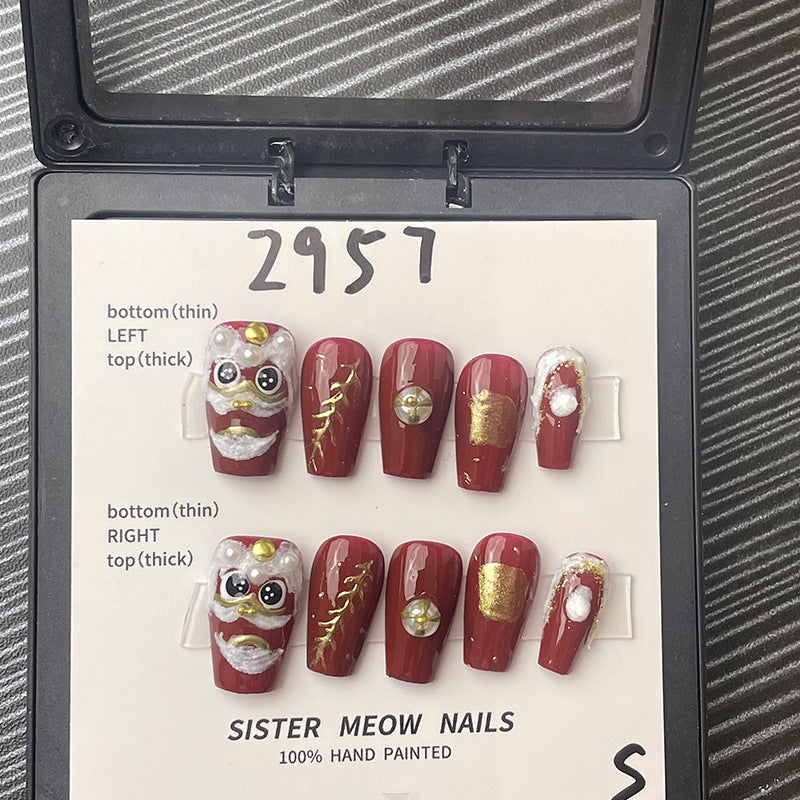 2957
bottom(thin)
LEFT
top(thick)
bottom(thin)
RIGHT
top(thick)
SISTER MEOW NAILS
100% HAND PAINTED
S